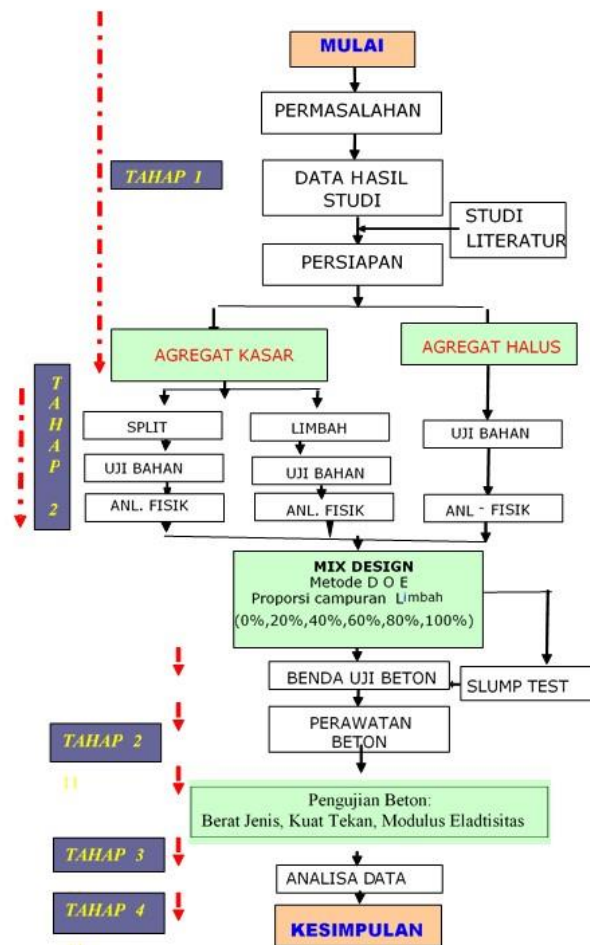 MULAI
PERMASALAHAN
TAHAP 1
DATA HASIL
STUDI
STUDI
LITERATUR
PERSIAPAN
AGREGAT KASAR
AGREGAT HALUS
T
A
H
A
P
2
SPLIT
LIMBAH
UJI BAHAN
UJI BAHAN
UJI BAHAN
ANL. FISIK
ANL. FISIK
ANL - FISIK
MIX DESIGN
Metode D O E
Proporsi campuran Limbah
(0%,20%,40%,60%,80%,100%)
BENDA UJI BETON
SLUMP TEST
PERAWATAN
BETON
TAHAP 2
II
Pengujian Beton:
Berat Jenis, Kuat Tekan, Modulus Eladtisitas
TAHAP 3
ANALISA DATA
TAHAP 4
KESIMPULAN